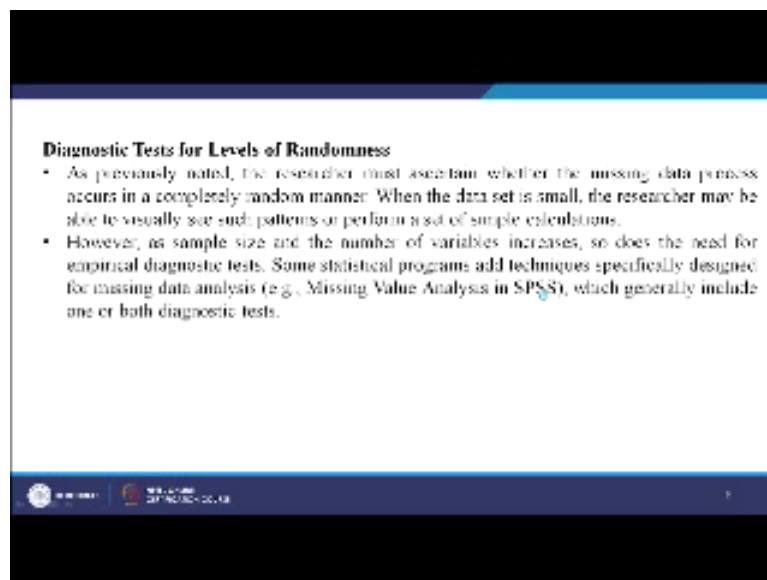 Diagnostic Tests for Levels of Randomness
• As previously noted, the researcher must ascertain whether the missing data process
occurs in a completely random manner. When the data set is small, the researcher may be
able to visually see such patterns or perform a set of simple calculations.
• However, as sample size and the number of variables increases, so does the need for
empirical diagnostic tests. Some statistical programs add techniques specifically designed
for missing data analysis (e.g., Missing Value Analysis in SPSS), which generally include
one or both diagnostic tests.
CERTIFICATION COURSE